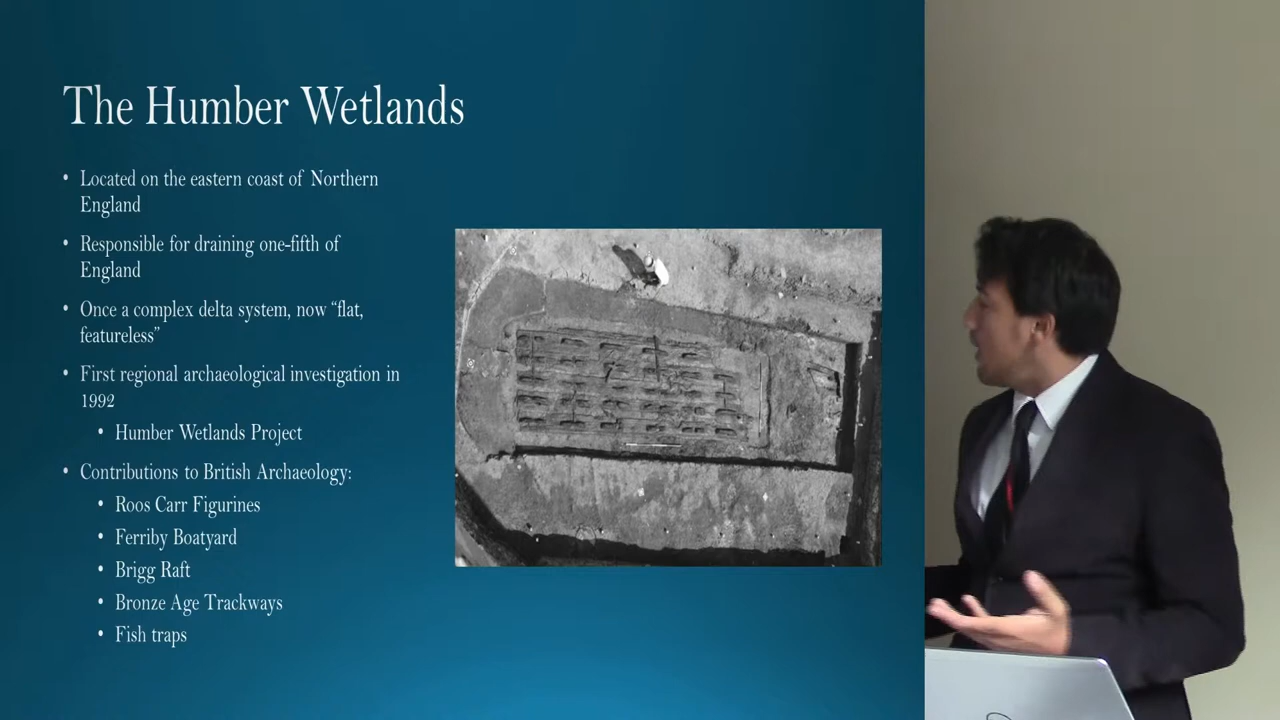 The Humber Wetlands
• Located on the eastern coast of Northern
England
• Responsible for draining one-fifth of
England
• Once a complex delta system, now “flat,
featureless”
• First regional archaeological investigation in
1992
• Humber Wetlands Project
• Contributions to British Archaeology:
• Roos Carr Figurines
• Ferriby Boatyard
• Brigg Raft
• Bronze Age Trackways
• Fish traps